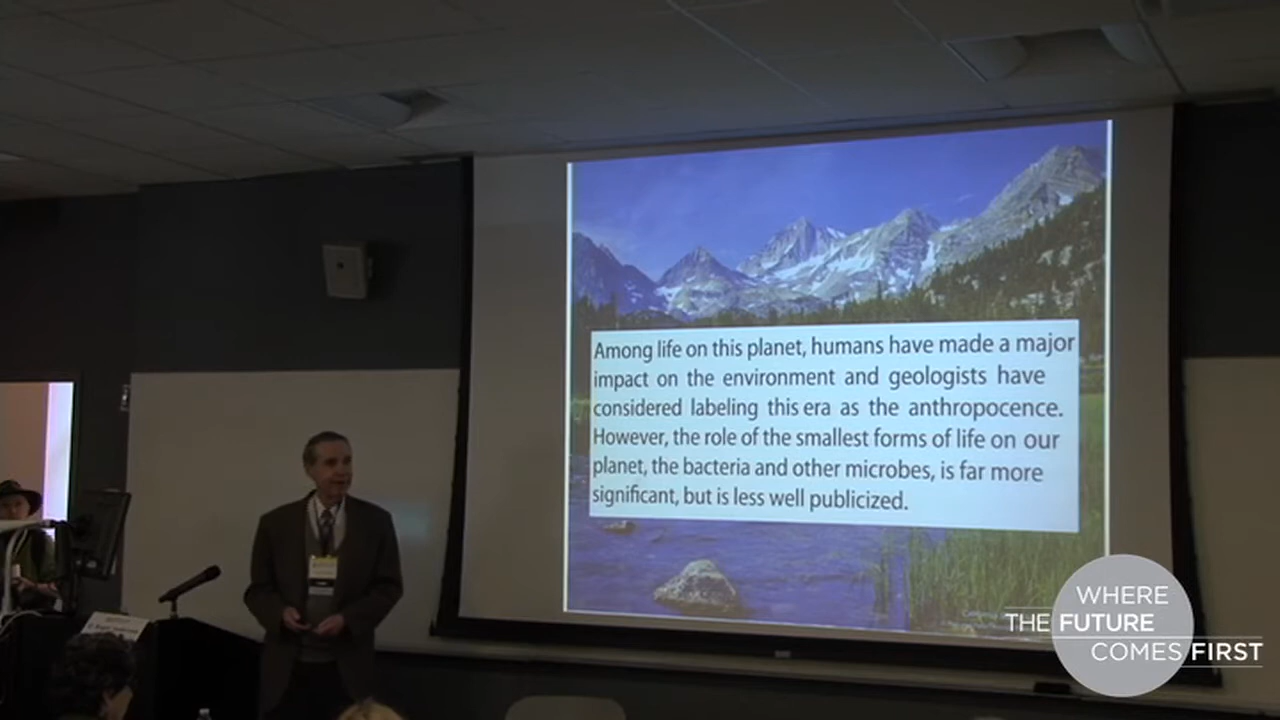 Among life on this planet, humans have made a major
impact on the environment and geologists have
considered labeling this era as the anthropocence.
However, the role of the smallest forms of life on our
planet, the bacteria and other microbes, is far more
significant, but is less well publicized.
WHERE
THE FUTURE
COMES FIRST